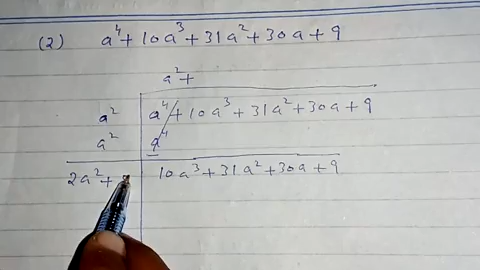 (2) a⁴+10a³+31a²+30a+9
a²+
a² a⁴+10a³+31a²+30a+9
a² a⁴
2a²+ 10a³+31a²+30a+9